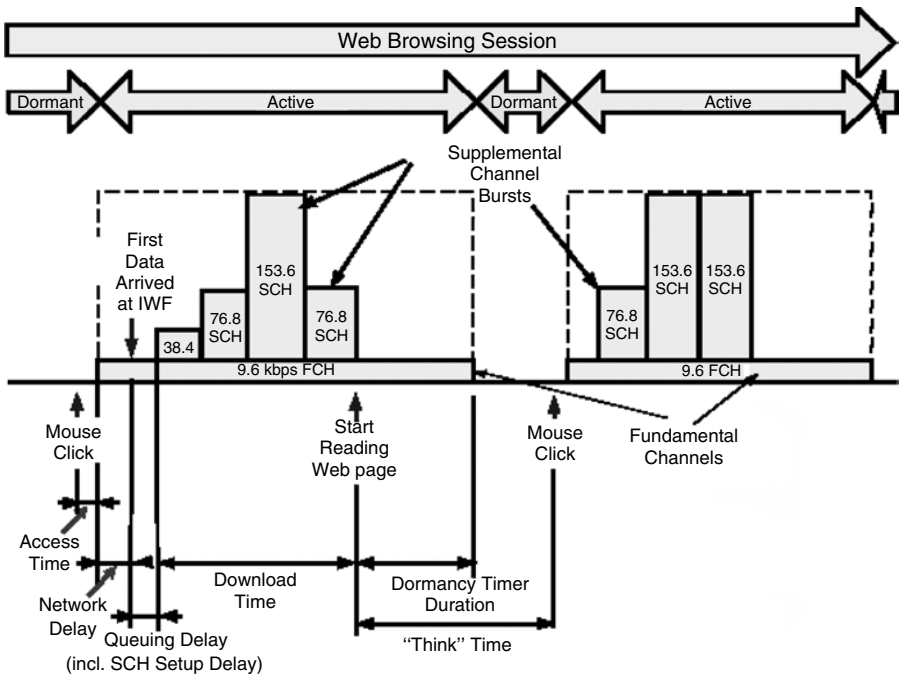 Web Browsing Session
Dormant
Active
Dormant
Active
Supplemental
Channel
Bursts
First
Data
Arrived
at IWF
38.4
76.8
SCH
153.6
SCH
76.8
SCH
76.8
SCH
153.6
SCH
153.6
SCH
9.6 kbps FCH
9.6 FCH
Mouse
Click
Start
Reading
Web page
Mouse
Click
Fundamental
Channels
Access
Time
Network
Delay
Download
Time
Dormancy Timer
Duration
Queuing Delay
(incl. SCH Setup Delay)
“Think” Time